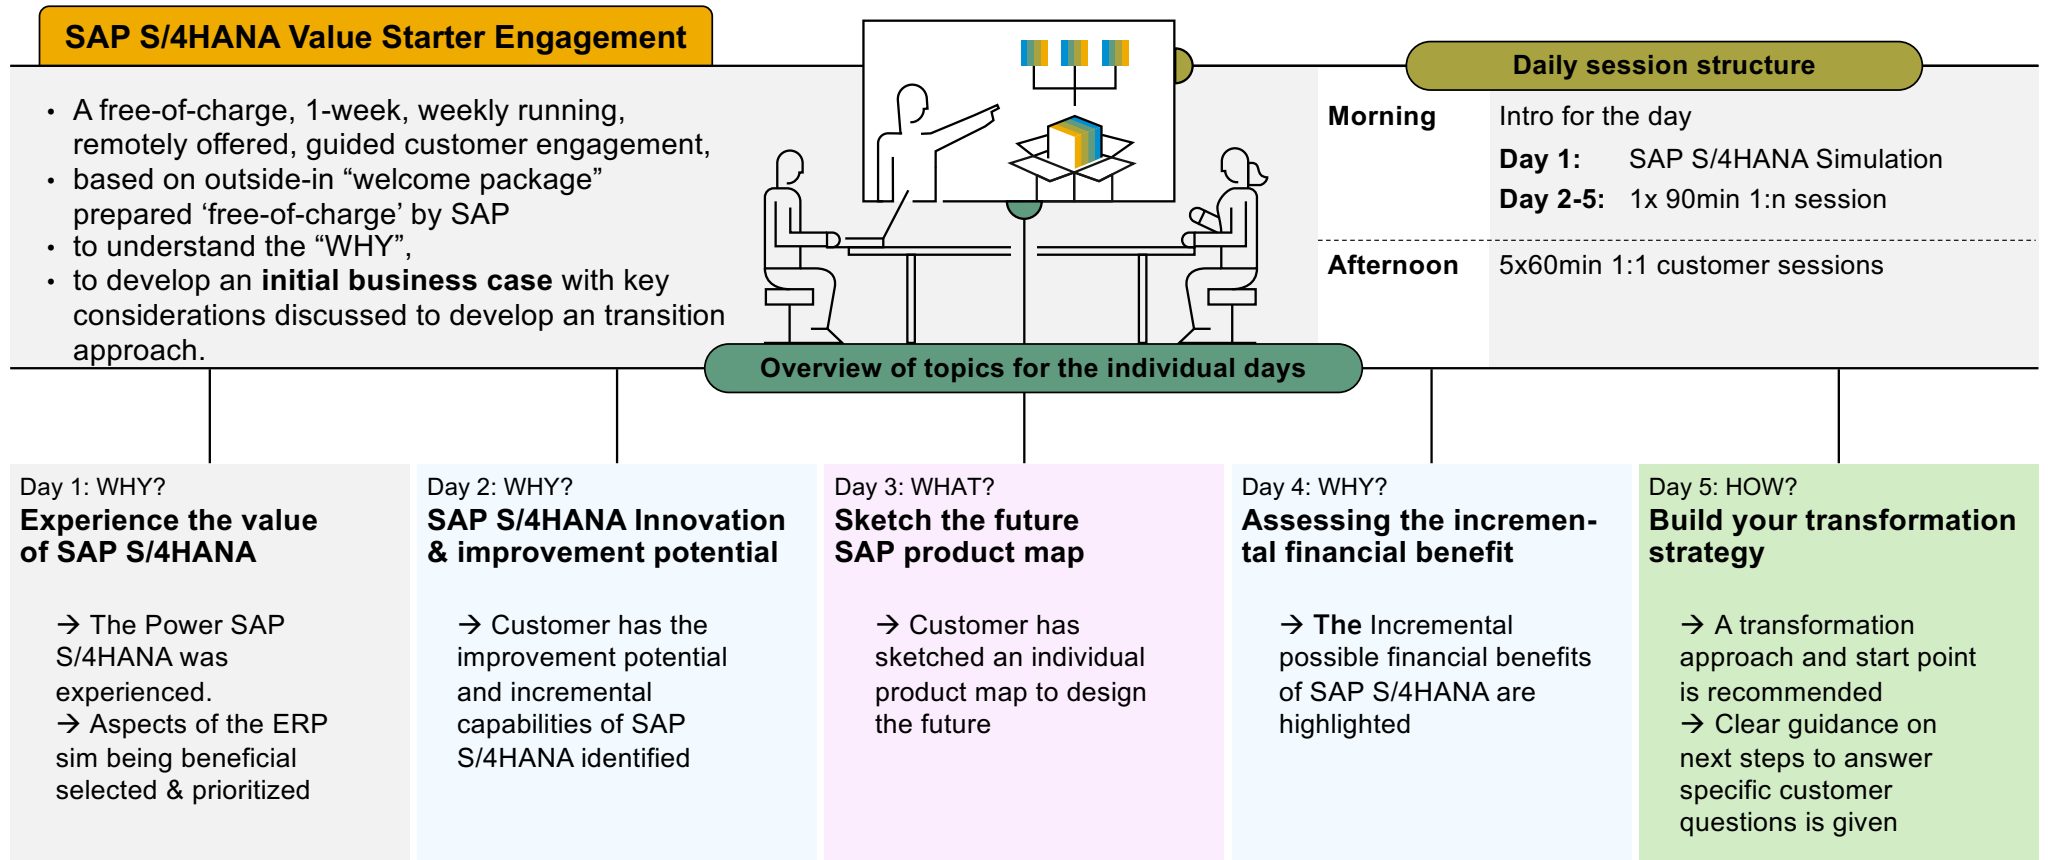 SAP S/4HANA Value Starter Engagement
• A free-of-charge, 1-week, weekly running,
remotely offered, guided customer engagement,
• based on outside-in “welcome package”
prepared ‘free-of-charge’ by SAP
• to understand the “WHY”,
• to develop an initial business case with key
considerations discussed to develop an transition
approach.
Daily session structure
Morning
Intro for the day
Day 1: SAP S/4HANA Simulation
Day 2-5: 1x 90min 1:n session
Afternoon
5x60min 1:1 customer sessions
Overview of topics for the individual days
Day 1: WHY?
Experience the value
of SAP S/4HANA
→ The Power SAP
S/4HANA was
experienced.
→ Aspects of the ERP
sim being beneficial
selected & prioritized
Day 2: WHY?
SAP S/4HANA Innovation
& improvement potential
→ Customer has the
improvement potential
and incremental
capabilities of SAP
S/4HANA identified
Day 3: WHAT?
Sketch the future
SAP product map
→ Customer has
sketched an individual
product map to design
the future
Day 4: WHY?
Assessing the incremen-
tal financial benefit
→ The Incremental
possible financial benefits
of SAP S/4HANA are
highlighted
Day 5: HOW?
Build your transformation
strategy
→ A transformation
approach and start point
is recommended
→ Clear guidance on
next steps to answer
specific customer
questions is given